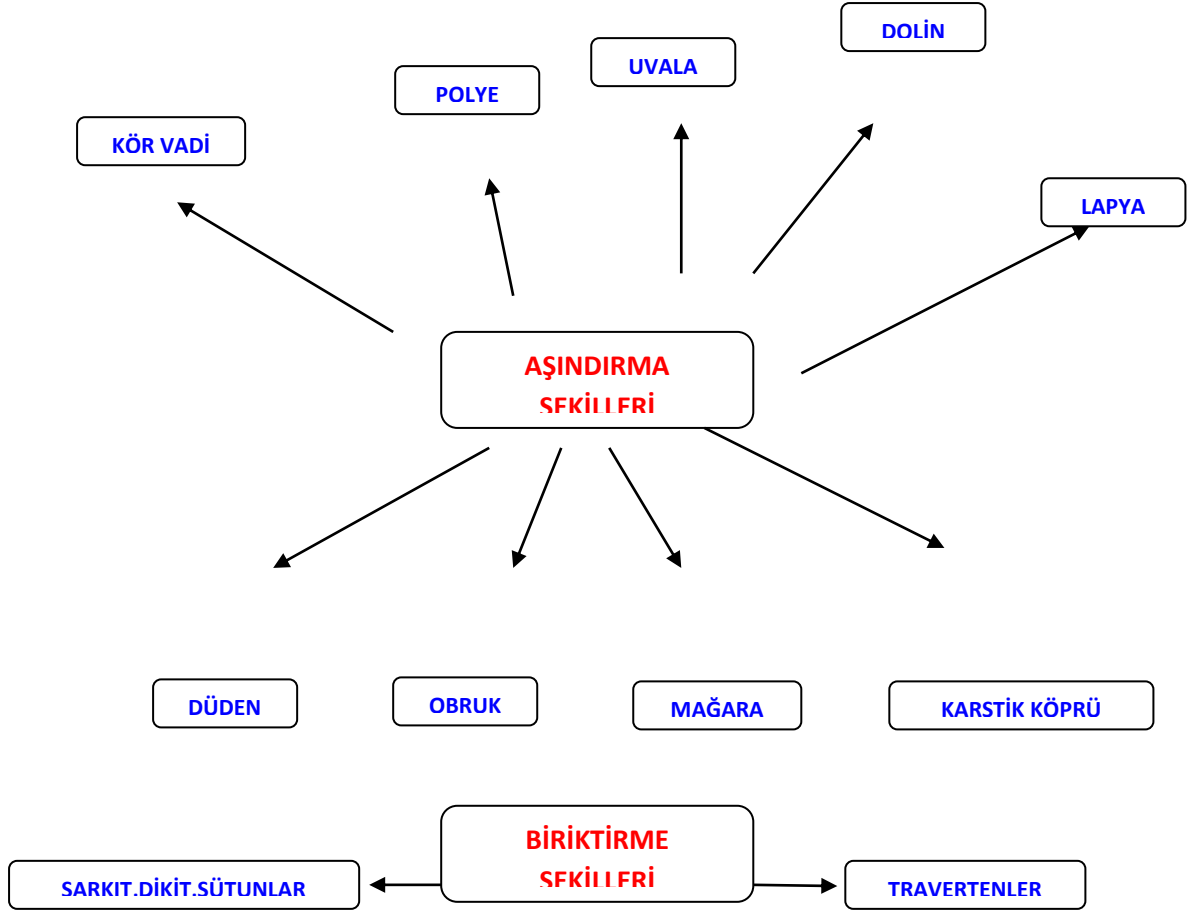 DOLİN
UVALA
POLYE
KÖR VADİ
LAPYA
AŞINDIRMA
ŞEKİLLERİ
DÜDEN
OBRUK
MAĞARA
KARSTİK KÖPRÜ
BİRİKTİRME
ŞEKİLLERİ
SARKIT,DİKİT,SÜTUNLAR
TRAVERTENLER